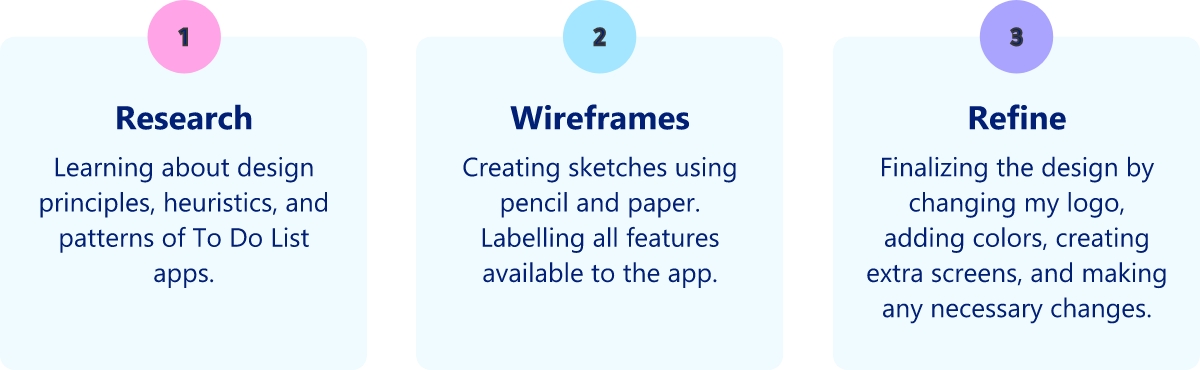 1
Research
Learning about design
principles, heuristics, and
patterns of To Do List
apps.
2
Wireframes
Creating sketches using
pencil and paper.
Labelling all features
available to the app.
3
Refine
Finalizing the design by
changing my logo,
adding colors, creating
extra screens, and making
any necessary changes.